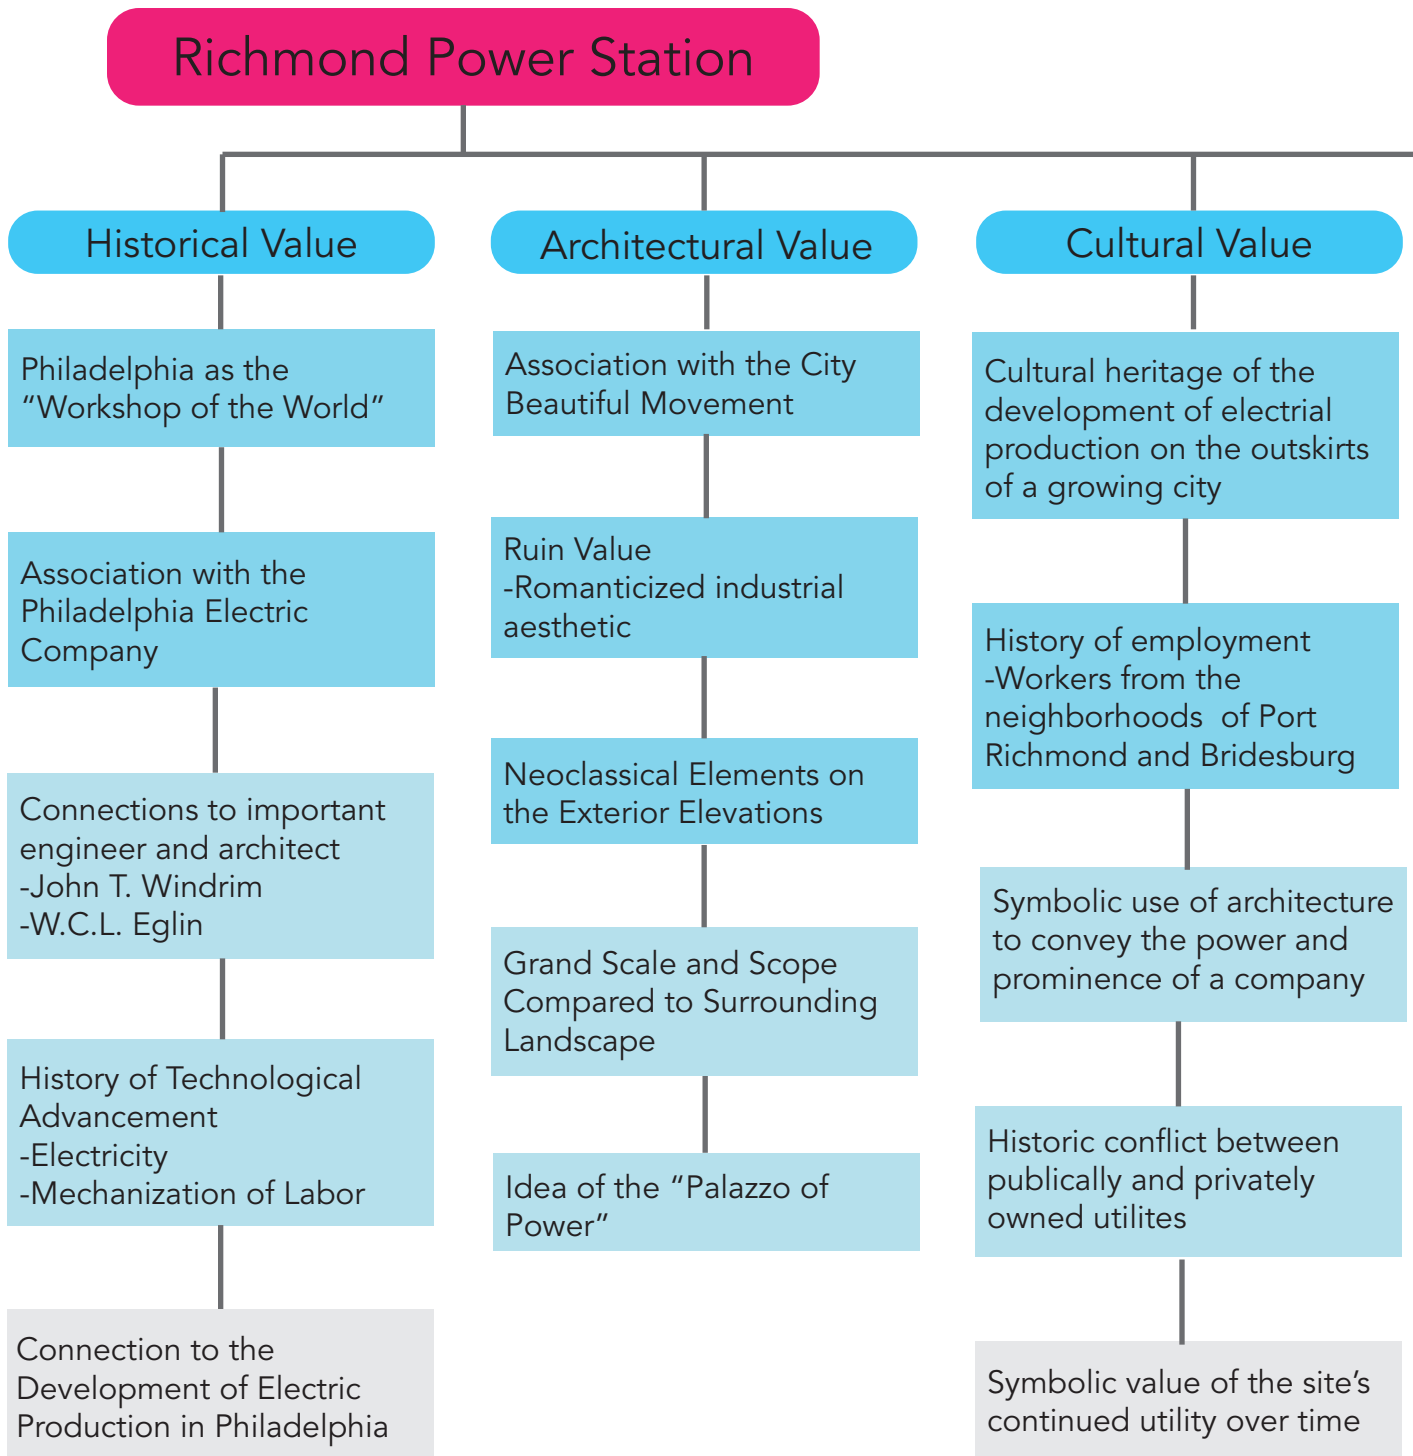 Richmond Power Station
Historical Value
Philadelphia as the
“Workshop of the World”
Association with the
Philadelphia Electric
Company
Connections to important
engineer and architect
-John T. Windrim
-W.C.L. Eglin
History of Technological
Advancement
-Electricity
-Mechanization of Labor
Connection to the
Development of Electric
Production in Philadelphia
Architectural Value
Association with the City
Beautiful Movement
Ruin Value
-Romanticized industrial
aesthetic
Neoclassical Elements on
the Exterior Elevations
Grand Scale and Scope
Compared to Surrounding
Landscape
Idea of the “Palazzo of
Power”
Cultural Value
Cultural heritage of the
development of electrial
production on the outskirts
of a growing city
History of employment
-Workers from the
neighborhoods  of Port
Richmond and Bridesburg
Symbolic use of architecture
to convey the power and
prominence of a company
Historic conflict between
publically and privately
owned utilites
Symbolic value of the site’s
continued utility over time